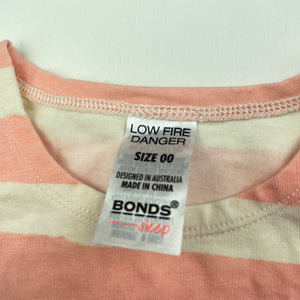 LOW FIRE
DANGER
SIZE 00
DESIGNED IN AUSTRALIA
MADE IN CHINA
BONDS
sleep